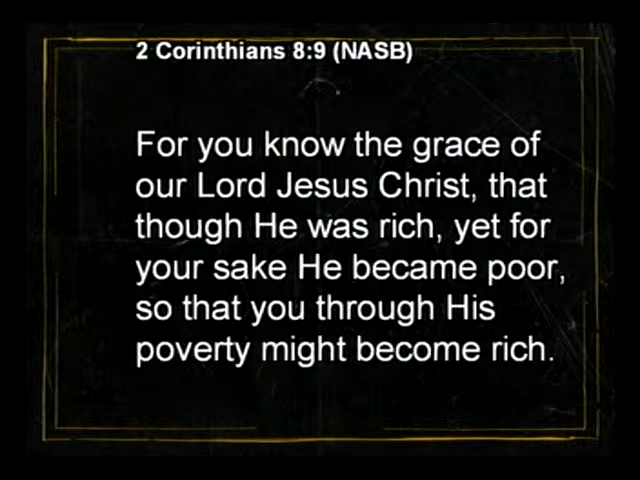 2 Corinthians 8:9 (NASB)
For you know the grace of
our Lord Jesus Christ, that
though He was rich, yet for
your sake He became poor,
so that you through His
poverty might become rich.